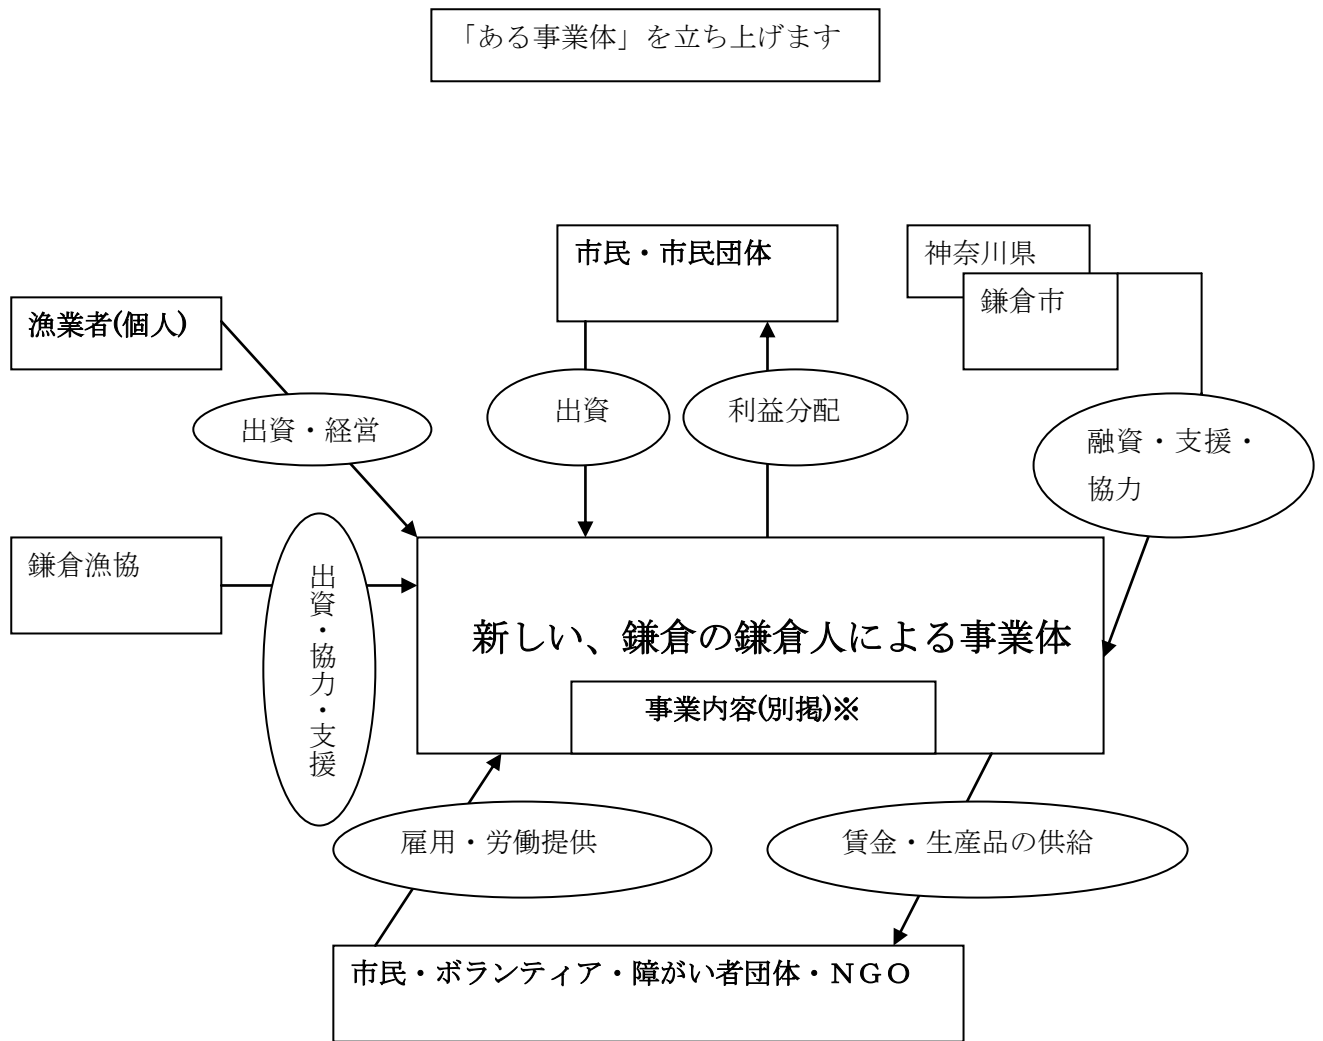 「ある事業体」を立ち上げます
市民・市民団体
神奈川県
鎌倉市
漁業者(個人)
出資・経営
出資
利益分配
融資・支援・
協力
鎌倉漁協
出資・協力・支援
新しい、鎌倉の鎌倉人による事業体
事業内容(別掲)※
雇用・労働提供
賃金・生産品の供給
市民・ボランティア・障がい者団体・ＮＧＯ